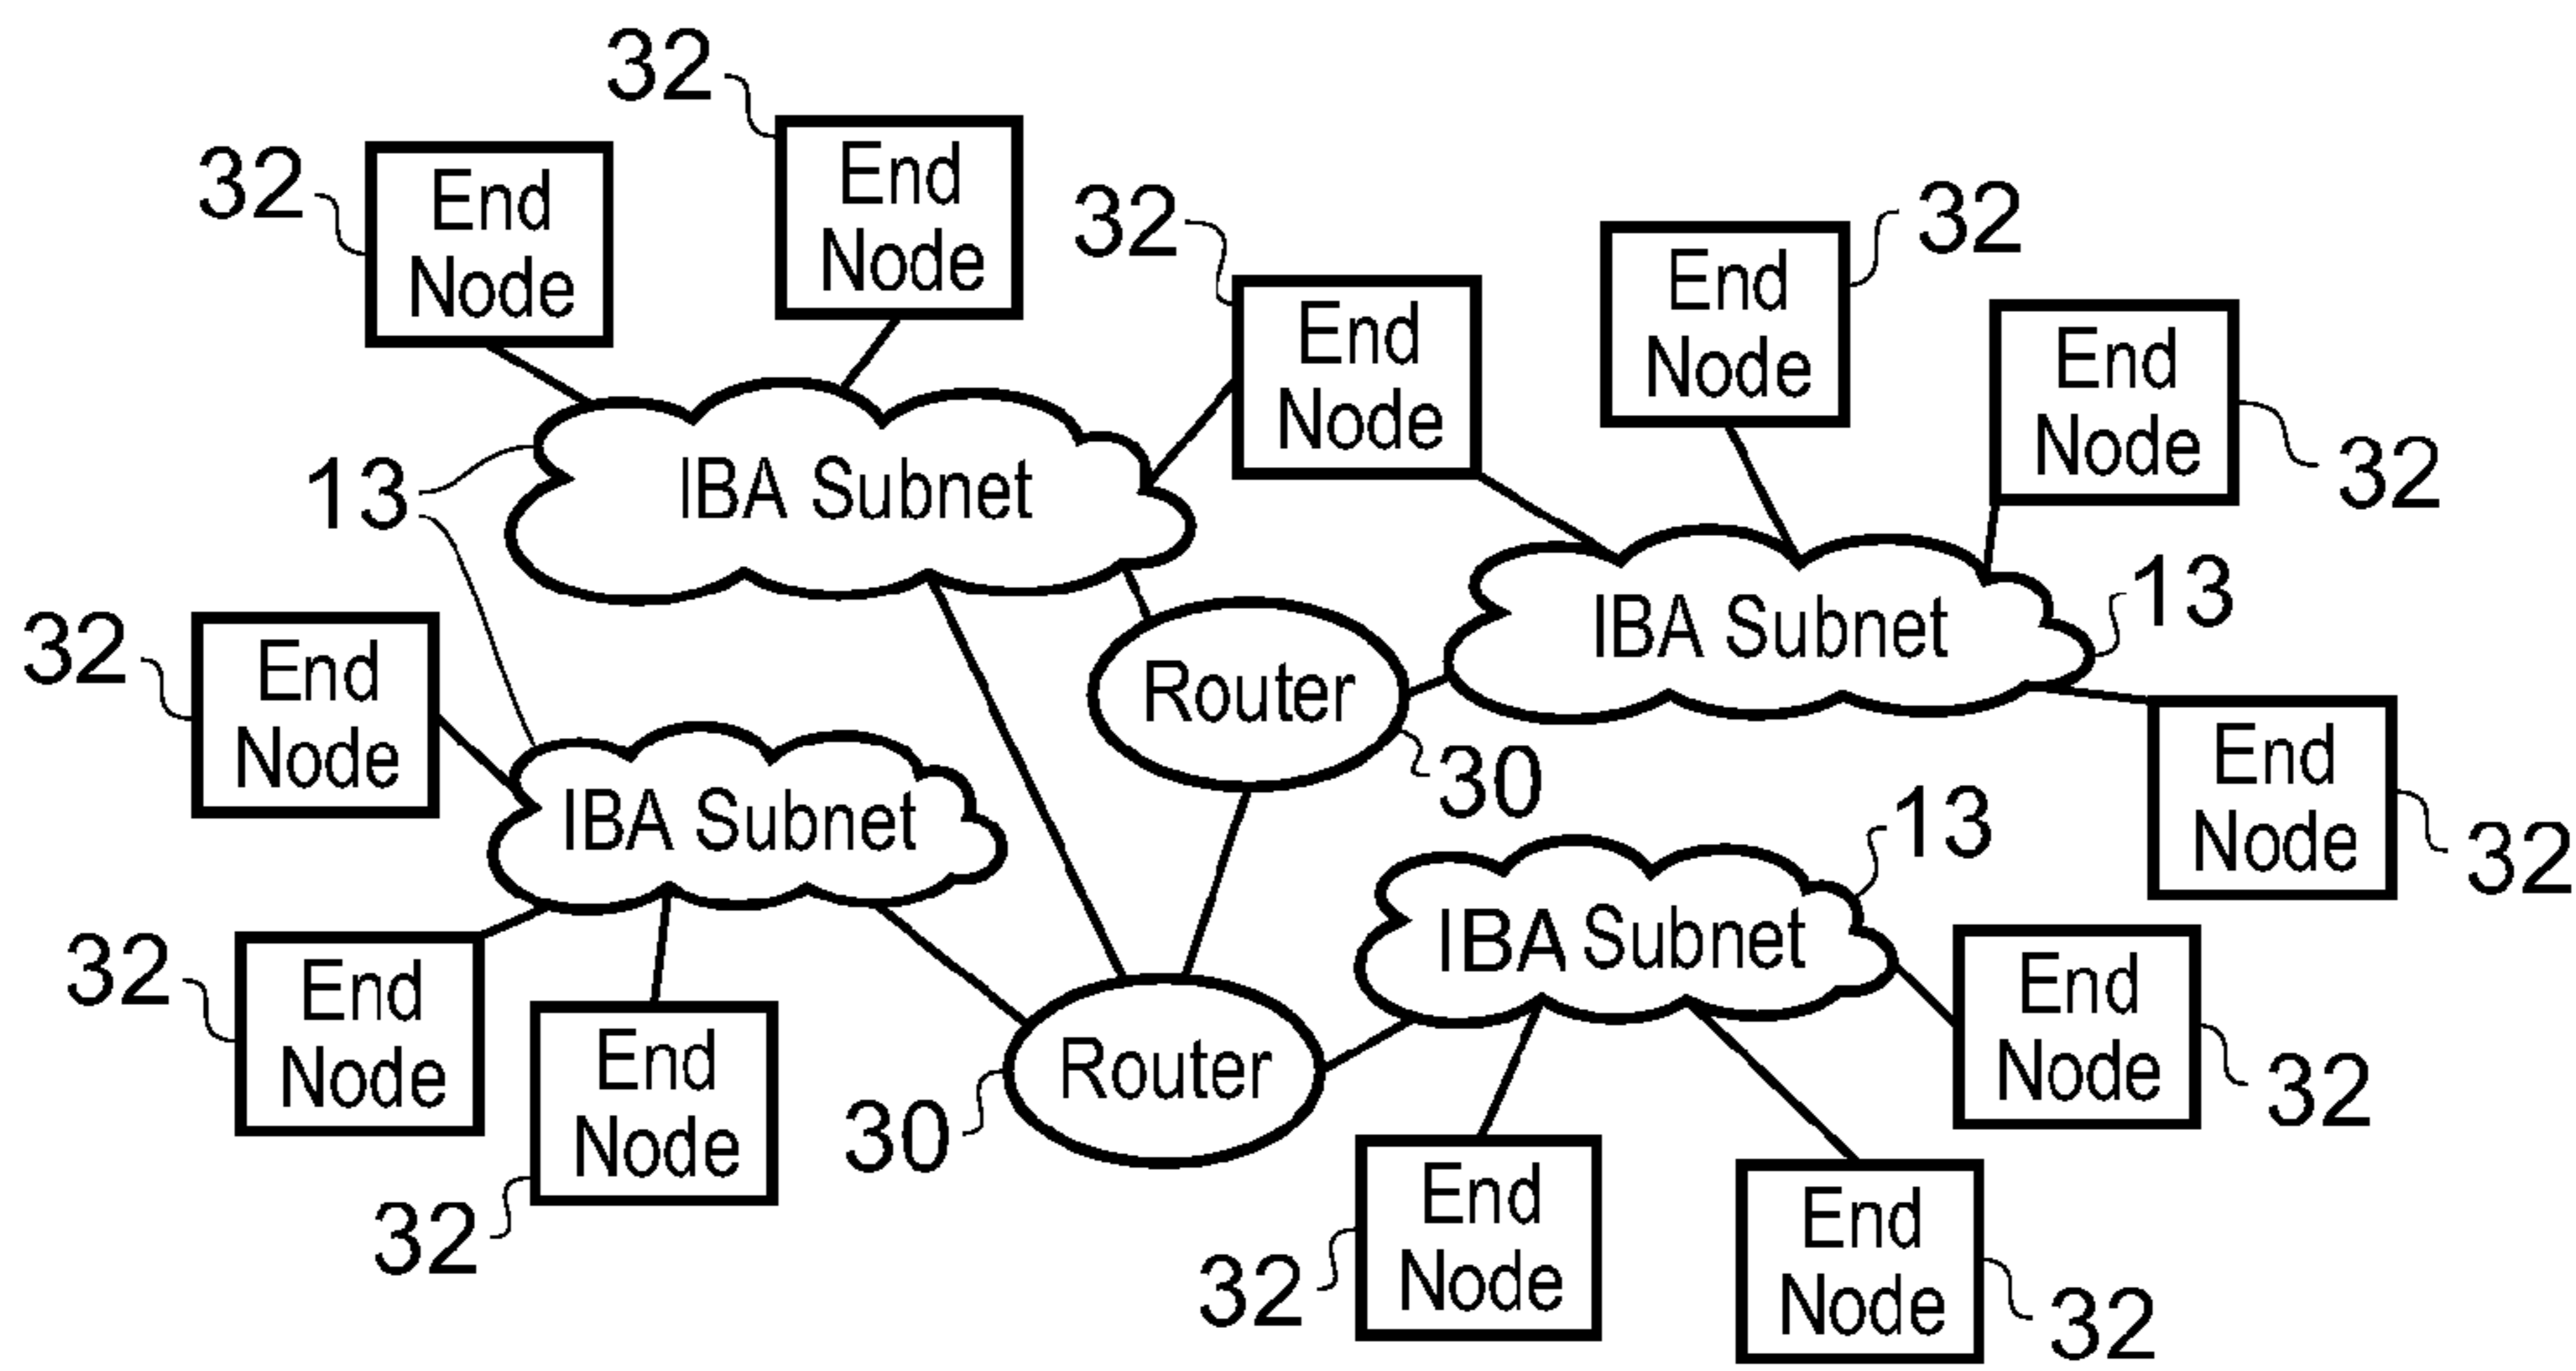 32
End
Node
32
End
Node
32
End
Node
32
End
Node
End
Node
32
32
13
IBA Subnet
IBA Subnet
13
32
End
Node
Router
30
End
Node
32
IBA Subnet
13
IBA Subnet
32
End
Node
End
Node
32
End
Node
32
30
Router
32
End
Node
End
Node
32